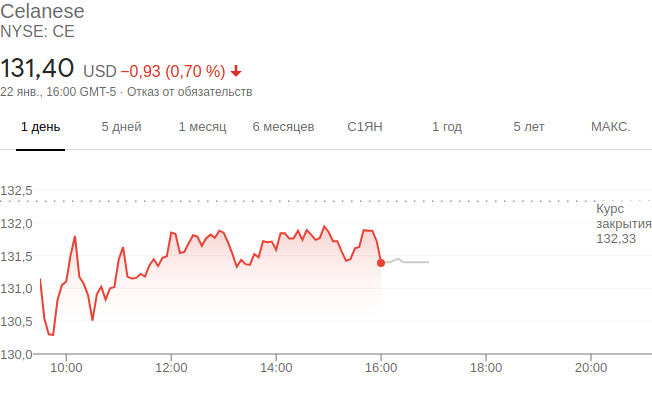 Celanese
NYSE: CE
131,40 USD −0,93 (0,70 %)
22 янв., 16:00 GMT-5 · Отказ от обязательств
1 день 5 дней 1 месяц 6 месяцев С1ЯН 1 год 5 лет МАКС.
132,5
Курс
132,0
закрытия
132,33
131,5
131,0
130,5
130,0
10:00 12:00 14:00 16:00 18:00 20:00